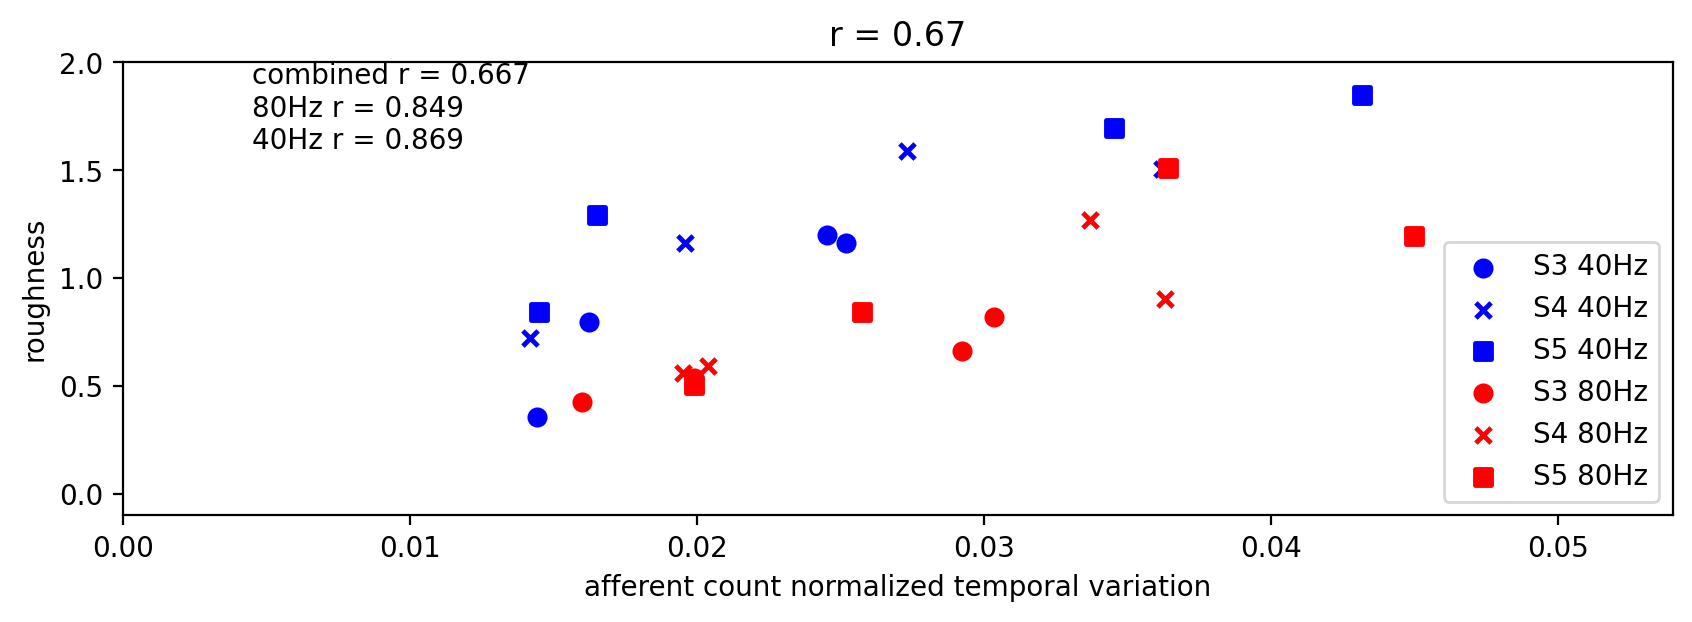 r = 0.67
combined r = 0.667
80Hz r = 0.849
40Hz r = 0.869
2.0
1.5
1.0
0.5
0.0
roughness
S3 40Hz
S4 40Hz
S5 40Hz
S3 80Hz
S4 80Hz
S5 80Hz
0.00 0.01 0.02 0.03 0.04 0.05
afferent count normalized temporal variation